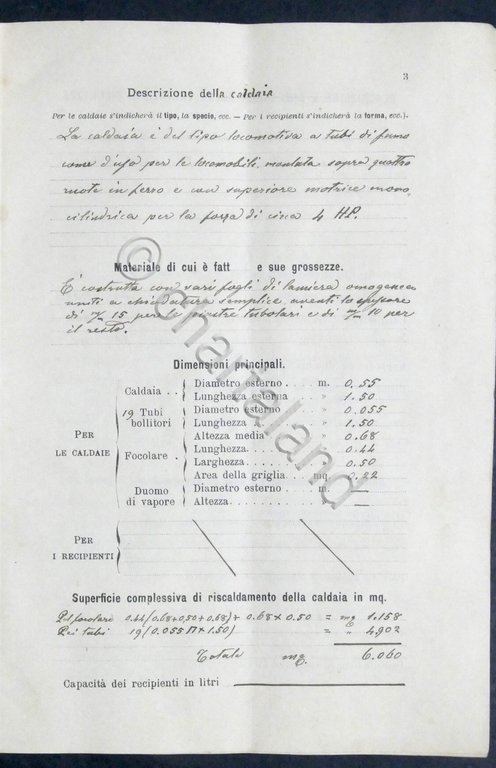 3
Descrizione della caldaia
Per le caldaie s'indicherà il tipo, la specie, ecc. — Per i recipienti s'indicherà la forma, ecc.).
La caldaia è del tipo locomotiva a tubi di fumo
come d'uso per le locomobili, montata sopra quattro
ruote in ferro e con superiore motrice mono,
cilindrica per la forza di circa 4 HP.
Materiale di cui è fatt e sue grossezze.
È costrutta con vari fogli di lamiera omogenea
uniti a chiodatura semplice aventi lo spessore
di m/m 15 per le piastre tubolari e di m/m 10 per
il resto.
Dimensioni principali.
PER LE CALDAIE
Caldaia . . Diametro esterno . . . . m. 0.55
Lunghezza esterna . . . » 1.50
19 Tubi bollitori Diametro esterno . . . . » 0.055
Lunghezza . . . . . . » 1.50
Focolare . Altezza media . . . . . » 0.68
Lunghezza. . . . . . . » 0.44
Larghezza. . . . . . . » 0.50
Area della griglia . . . mq. 0.22
Duomo di vapore Diametro esterno . . . . m. —
Altezza. . . . . . . . » —
PER I RECIPIENTI
Superficie complessiva di riscaldamento della caldaia in mq.
Pel focolare 0.44(0.68+0.50+0.68)+0.68×0.50 = mq 1.158
Pei tubi 19(0.055 π × 1.50) = " 4.902
Totale mq. 6.060
Capacità dei recipienti in litri
© Chartaland